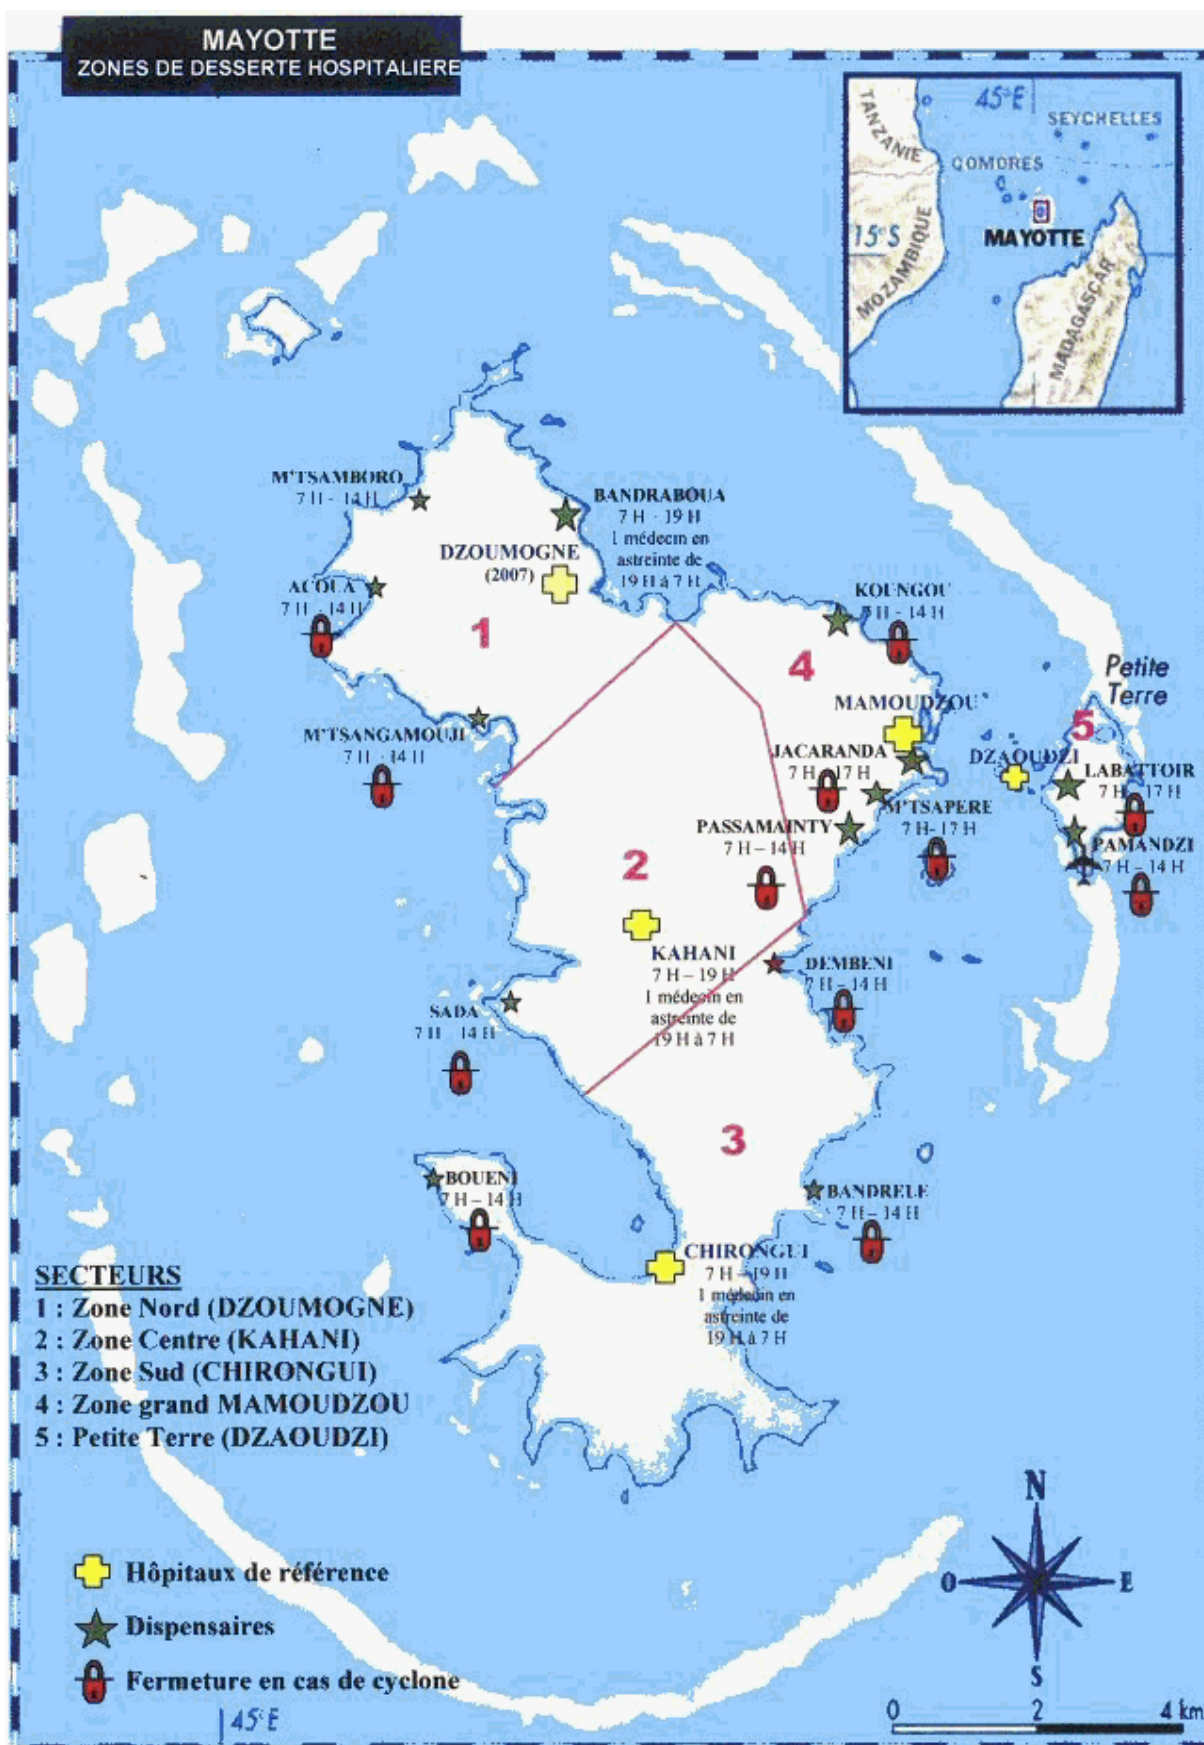 MAYOTTE
ZONES DE DESSERTE HOSPITALIERE
TANZANIE
45°E
SEYCHELLES
COMORES
15°S
MAYOTTE
MOZAMBIQUE
MADAGASCAR
M'TSAMBORO
7 H - 14 H
BANDRABOUA
7 H - 19 H
1 médecin en
astreinte de
19 H à 7 H
DZOUMOGNE
(2007)
ACOUA
7 H - 14 H
KOUNGOU
7 H - 14 H
1
4
Petite
Terre
5
MAMOUDZOU
M'TSANGAMOUJI
7 H - 14 H
JACARANDA
7 H - 17 H
DZAOUDZI
LABATTOIR
7 H - 17 H
M'TSAPERE
7 H - 17 H
PASSAMAINTY
7 H – 14 H
PAMANDZI
7 H – 14 H
2
KAHANI
7 H – 19 H
1 médecin en
astreinte de
19 H à 7 H
DEMBENI
7 H – 14 H
SADA
7 H - 14 H
3
BOUENI
7 H – 14 H
BANDRELE
7 H – 14 H
CHIRONGUI
7 H – 19 H
1 médecin en
astreinte de
19 H à 7 H
SECTEURS
1 : Zone Nord (DZOUMOGNE)
2 : Zone Centre (KAHANI)
3 : Zone Sud (CHIRONGUI)
4 : Zone grand MAMOUDZOU
5 : Petite Terre (DZAOUDZI)
Hôpitaux de référence
Dispensaires
Fermeture en cas de cyclone
N
O
E
S
45°E
0 2 4 km